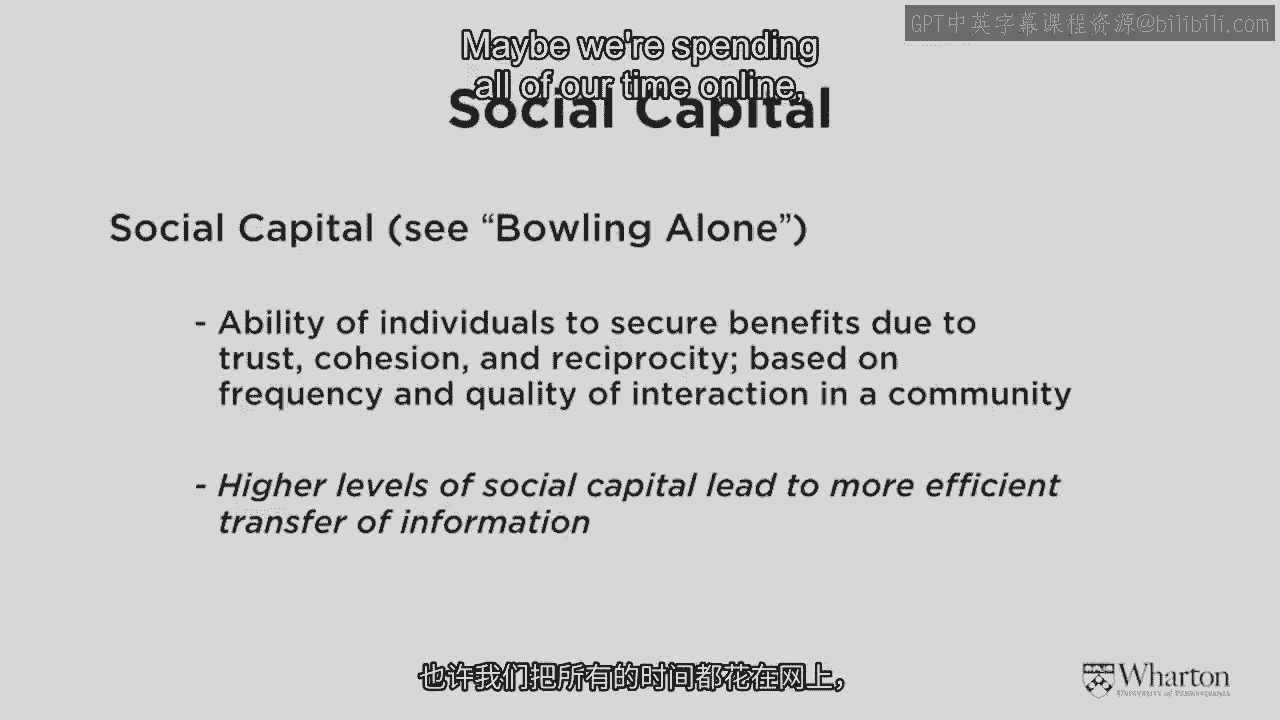 GPT中英字幕课程资源@bilibili.com
Maybe we're spending
all of our time online,
Social Capital
Social Capital (see “Bowling Alone”)
- Ability of individuals to secure benefits due to
trust, cohesion, and reciprocity; based on
frequency and quality of interaction in a community
- Higher levels of social capital lead to more efficient
transfer of information
也许我们把所有的时间都花在网上，
Wharton
University of Pennsylvania